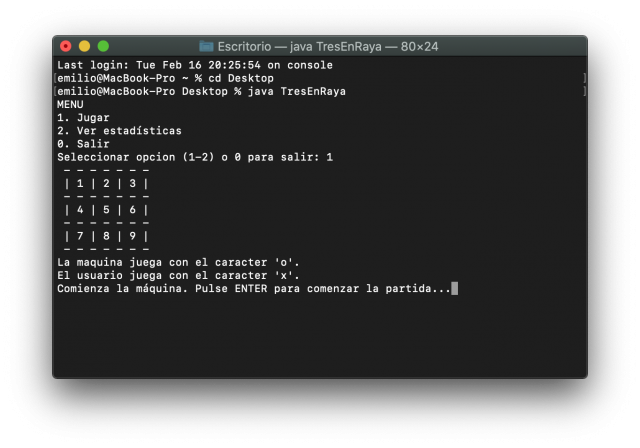 Escritorio — java TresEnRaya — 80×24
Last login: Tue Feb 16 20:25:54 on console
[emilio@MacBook-Pro ~ % cd Desktop ]
[emilio@MacBook-Pro Desktop % java TresEnRaya ]
MENU
1. Jugar
2. Ver estadísticas
0. Salir
Seleccionar opcion (1-2) o 0 para salir: 1
- - - - - - -
| 1 | 2 | 3 |
- - - - - - -
| 4 | 5 | 6 |
- - - - - - -
| 7 | 8 | 9 |
- - - - - - -
La maquina juega con el caracter 'o'.
El usuario juega con el caracter 'x'.
Comienza la máquina. Pulse ENTER para comenzar la partida...